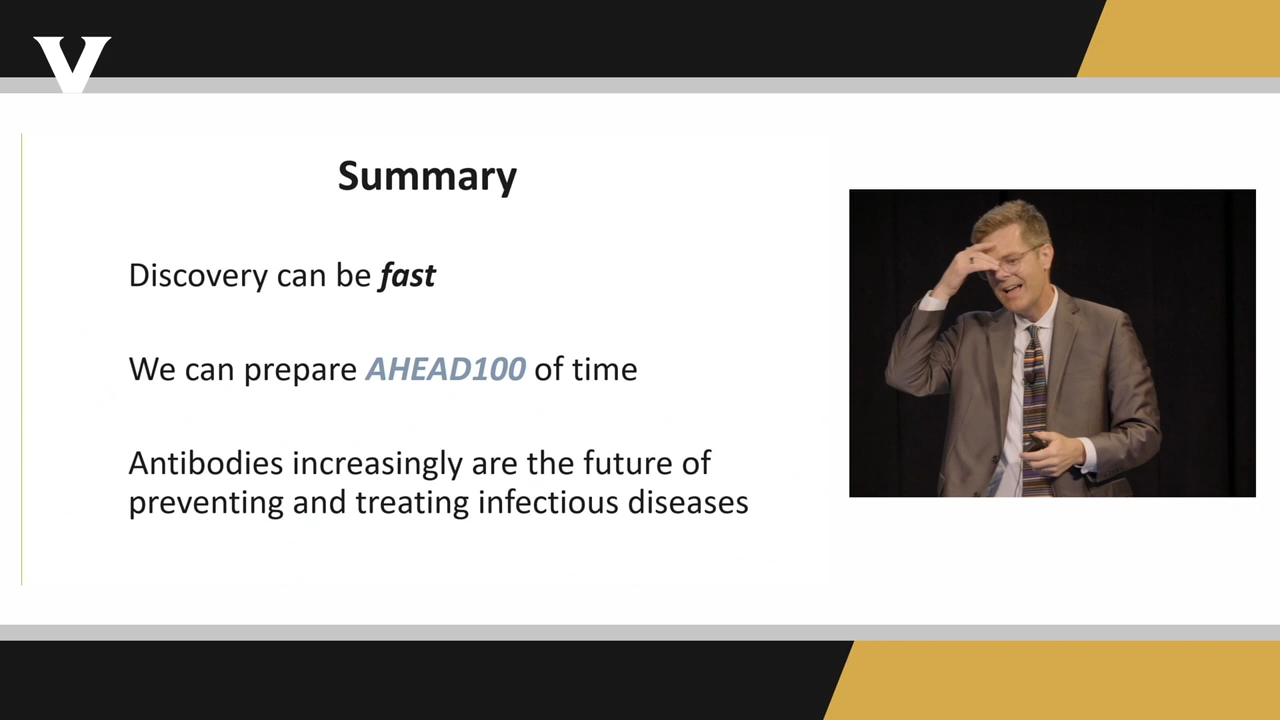 V
Summary
Discovery can be fast
We can prepare AHEAD100 of time
Antibodies increasingly are the future of
preventing and treating infectious diseases